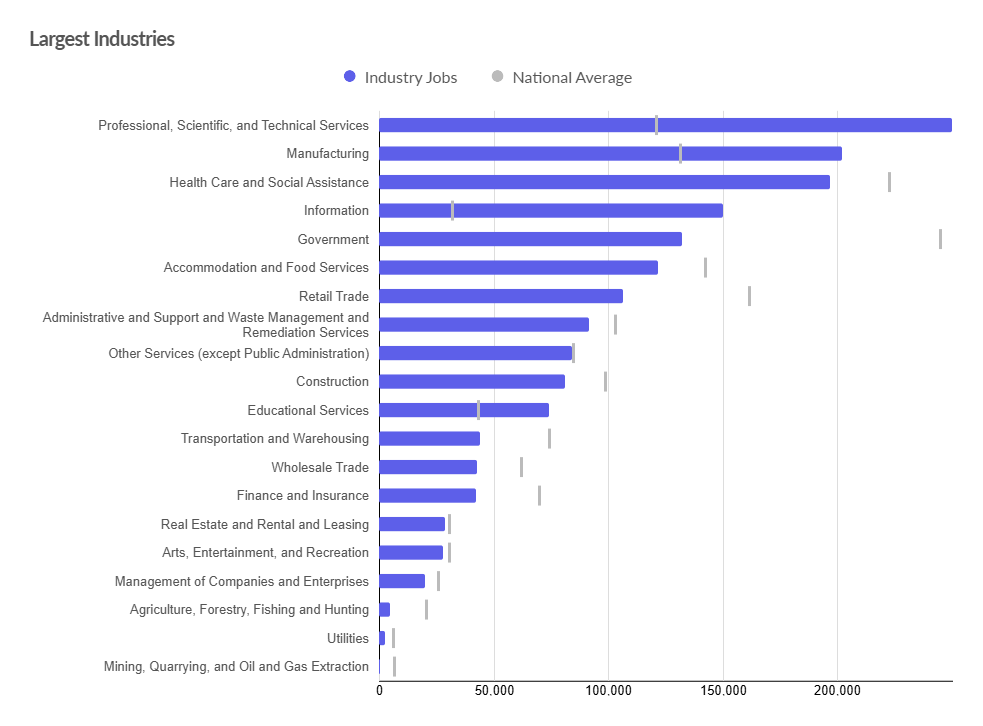 Largest Industries
Industry Jobs
National Average
Professional, Scientific, and Technical Services
Manufacturing
Health Care and Social Assistance
Information
Government
Accommodation and Food Services
Retail Trade
Administrative and Support and Waste Management and
Remediation Services
Other Services (except Public Administration)
Construction
Educational Services
Transportation and Warehousing
Wholesale Trade
Finance and Insurance
Real Estate and Rental and Leasing
Arts, Entertainment, and Recreation
Management of Companies and Enterprises
Agriculture, Forestry, Fishing and Hunting
Utilities
Mining, Quarrying, and Oil and Gas Extraction
0
50,000
100,000
150,000
200,000